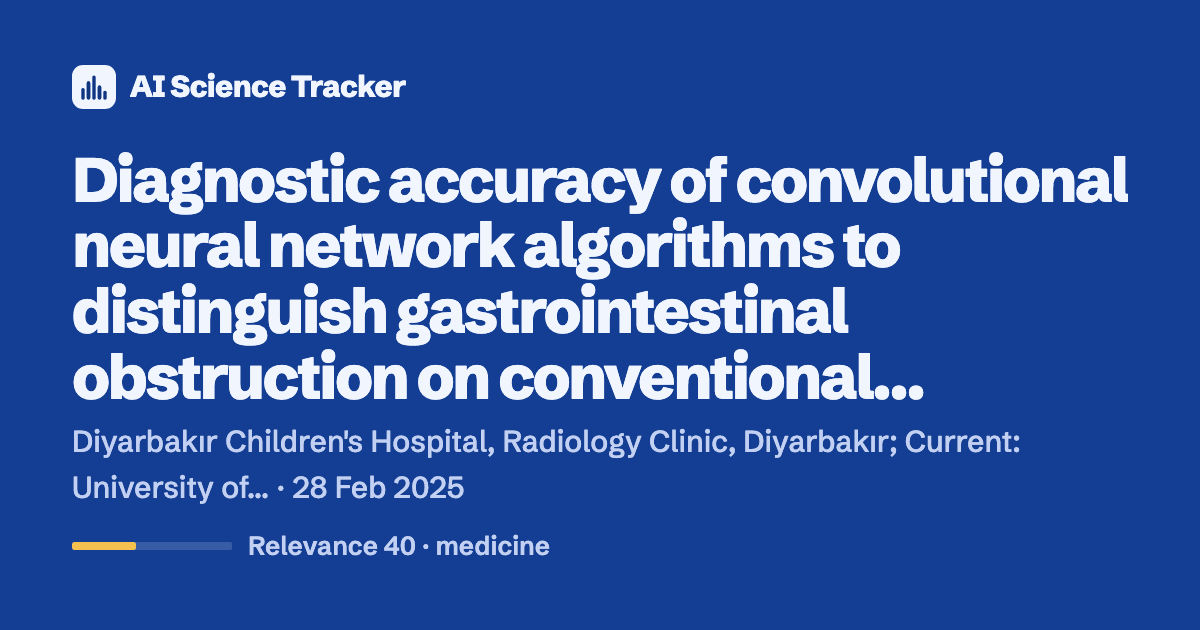 AI Science Tracker
Diagnostic accuracy of convolutional
neural network algorithms to
distinguish gastrointestinal
obstruction on conventional...
Diyarbakır Children's Hospital, Radiology Clinic, Diyarbakır; Current:
University of... · 28 Feb 2025
Relevance 40 · medicine